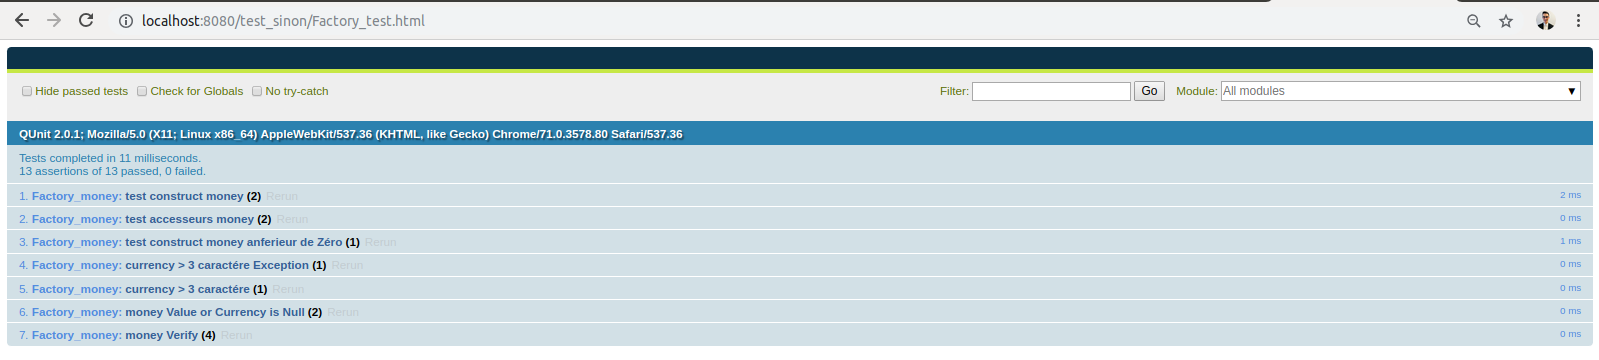 localhost:8080/test_sinon/Factory_test.html
Hide passed tests Check for Globals No try-catch Filter: Go Module: All modules
QUnit 2.0.1; Mozilla/5.0 (X11; Linux x86_64) AppleWebKit/537.36 (KHTML, like Gecko) Chrome/71.0.3578.80 Safari/537.36
Tests completed in 11 milliseconds.
13 assertions of 13 passed, 0 failed.
1. Factory_money: test construct money (2) Rerun 2 ms
2. Factory_money: test accesseurs money (2) Rerun 0 ms
3. Factory_money: test construct money anferieur de Zéro (1) Rerun 1 ms
4. Factory_money: currency > 3 caractére Exception (1) Rerun 0 ms
5. Factory_money: currency > 3 caractére (1) Rerun 0 ms
6. Factory_money: money Value or Currency is Null (2) Rerun 0 ms
7. Factory_money: money Verify (4) Rerun 0 ms